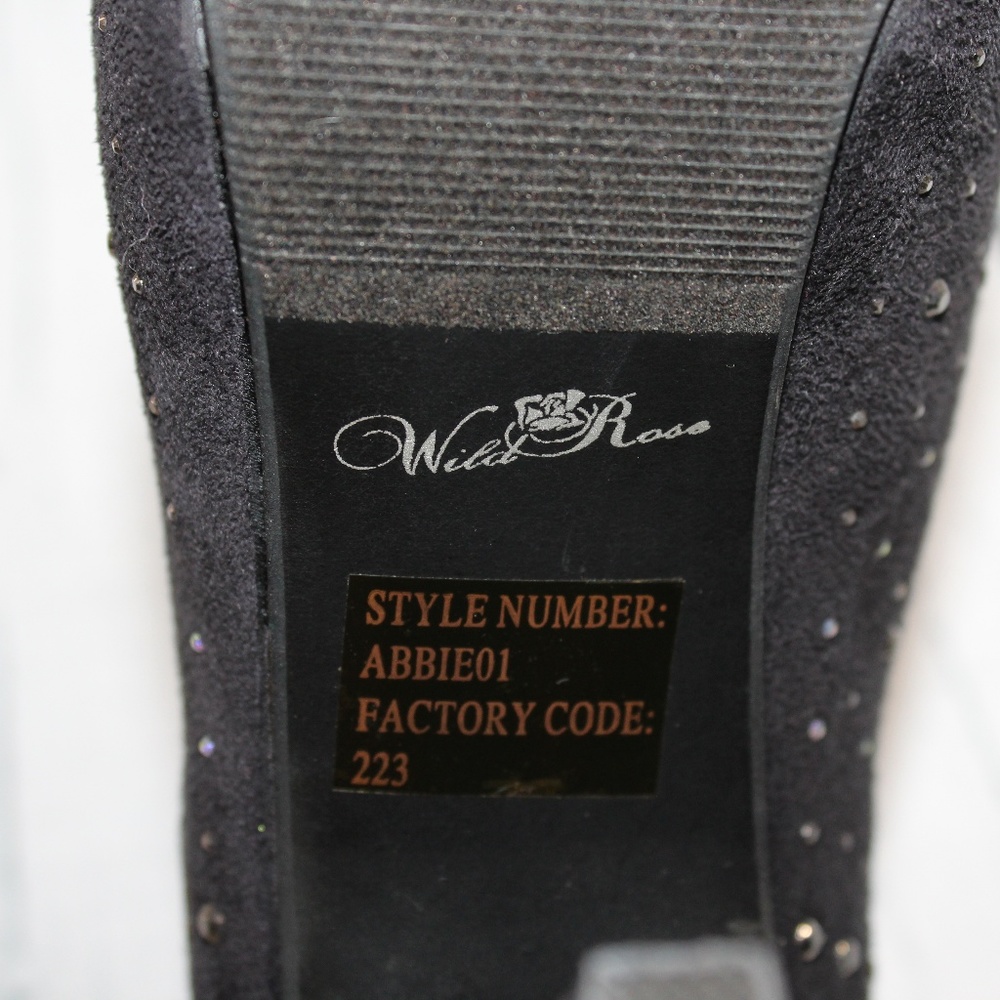 Wild Rose
STYLE NUMBER:
ABBIE01
FACTORY CODE:
223